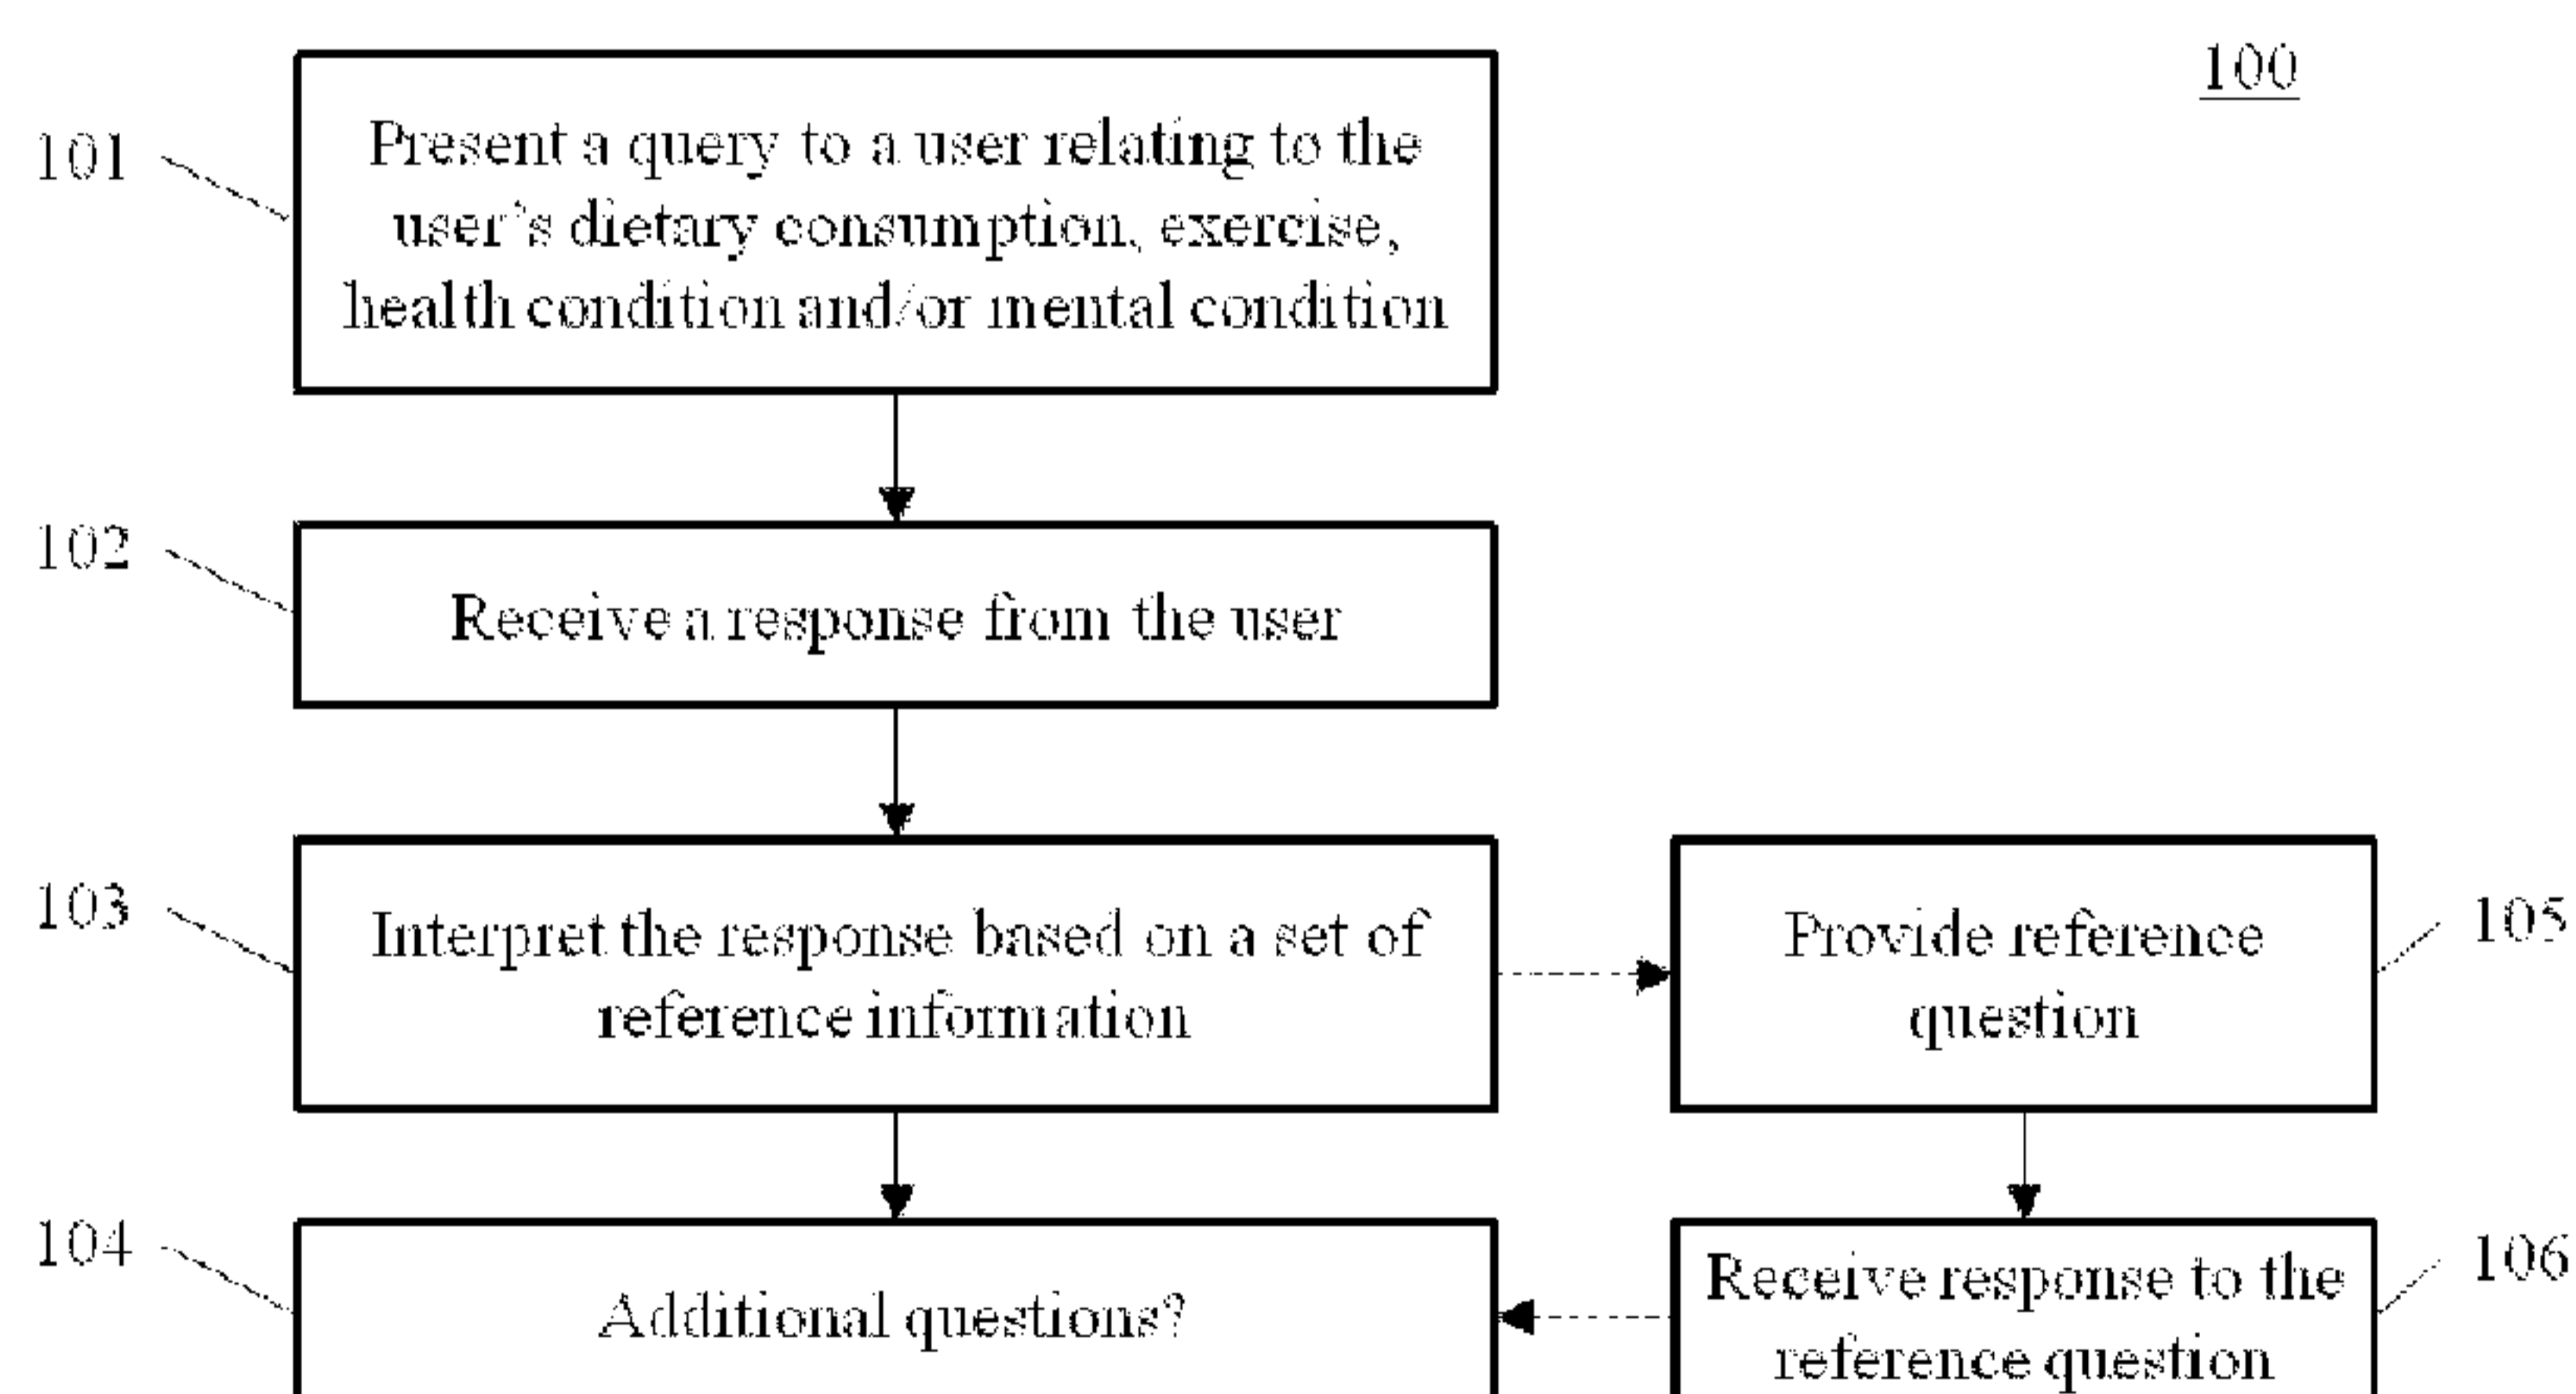 100
101
Present a query to a user relating to the
user's dietary consumption, exercise,
health condition and/or mental condition
102
Receive a response from the user
103
Interpret the response based on a set of
reference information
Provide reference
question
105
104
Additional questions?
Receive response to the
reference question
106